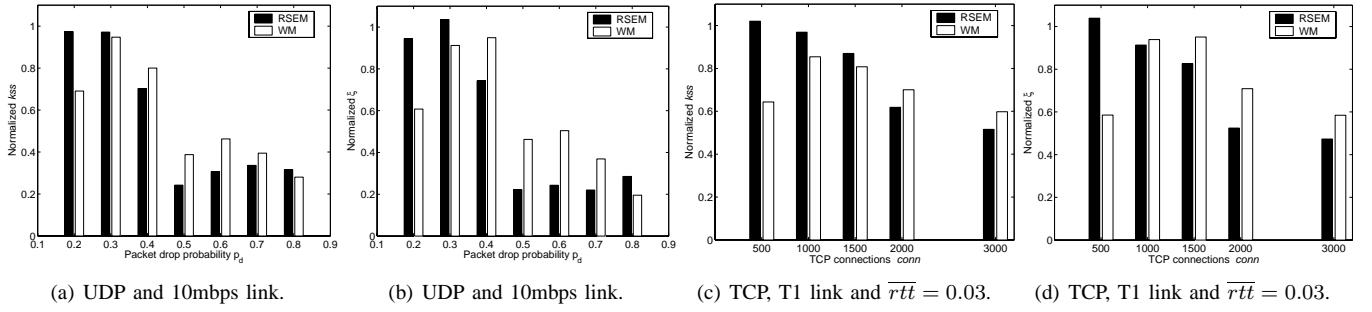 RSEM
WM
1
0.8
0.6
0.4
0.2
0
Normalized kss
0.1 0.2 0.3 0.4 0.5 0.6 0.7 0.8 0.9
Packet drop probability p_d
(a) UDP and 10mbps link.
RSEM
WM
1
0.8
0.6
0.4
0.2
0
Normalized ξ
0.1 0.2 0.3 0.4 0.5 0.6 0.7 0.8 0.9
Packet drop probability p_d
(b) UDP and 10mbps link.
RSEM
WM
1
0.8
0.6
0.4
0.2
0
Normalized kss
500 1000 1500 2000 3000
TCP connections conn
(c) TCP, T1 link and r̅t̅t̅ = 0.03.
RSEM
WM
1
0.8
0.6
0.4
0.2
0
Normalized ξ
500 1000 1500 2000 3000
TCP connections conn
(d) TCP, T1 link and r̅t̅t̅ = 0.03.